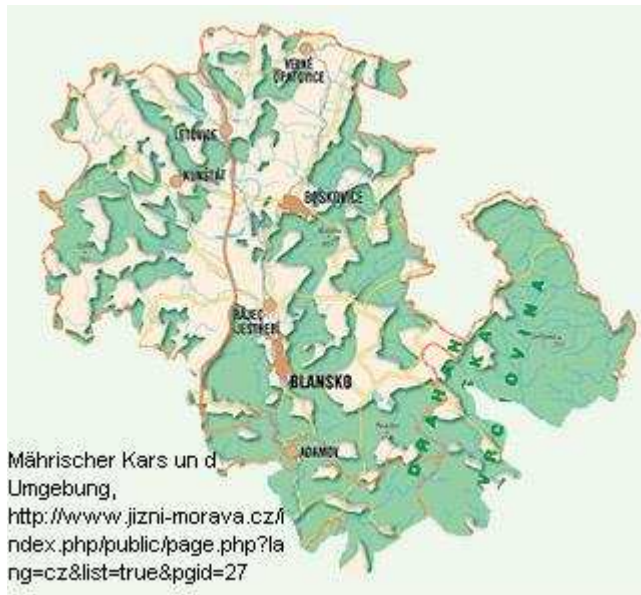 VELKÉ
OPATOVICE
LETOVICE
KUNŠTÁT
BOSKOVICE
RÁJEC
JESTŘEBÍ
BLANSKO
ADAMOV
DRAHANSKÁ
VRCHOVINA
Mährischer Kars un d
Umgebung,
http://www.jizni-morava.cz/i
ndex.php/public/page.php?la
ng=cz&list=true&pgid=27